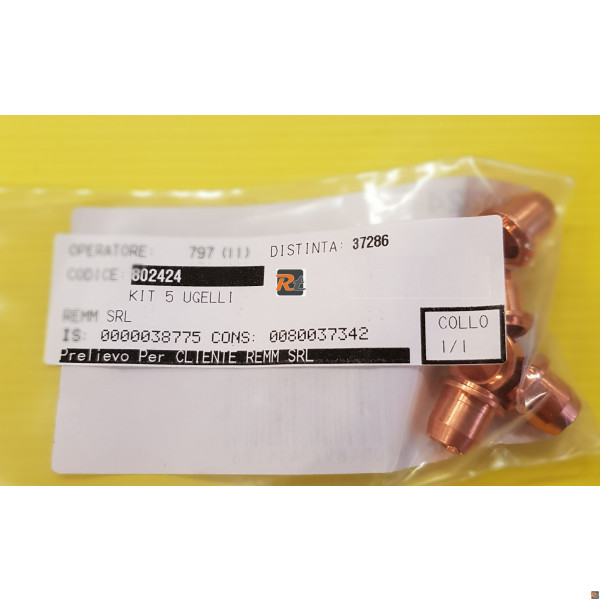 OPERATORE: 797 (II) DISTINTA: 37286
CODICE: 802424
KIT 5 UGELLI
REMM SRL
IS: 0000038775 CONS: 0080037342
COLLO
1/1
Prelievo Per CLIENTE REMM SRL